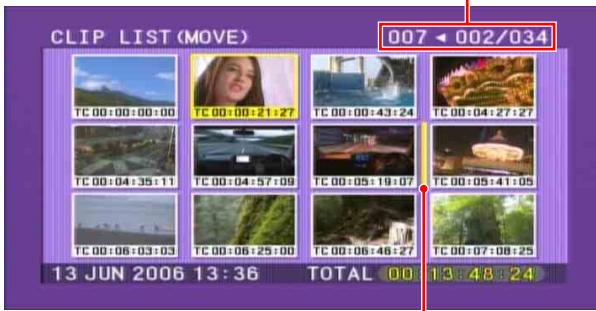 CLIP LIST(MOVE) 007 ◄ 002/034
TC 00:00:00:00 TC 00:00:21:27 TC 00:00:43:24 TC 00:04:27:27
TC 00:04:35:11 TC 00:04:57:09 TC 00:05:19:07 TC 00:05:41:05
TC 00:06:03:03 TC 00:06:25:00 TC 00:06:46:27 TC 00:07:08:25
13 JUN 2006 13:36 TOTAL 00:13:48:24